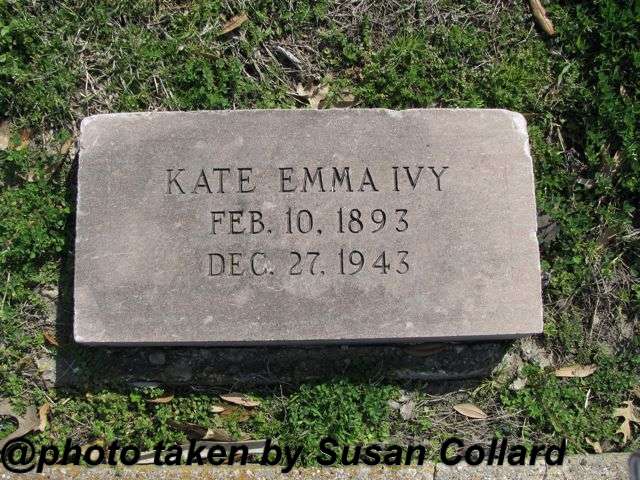 KATE EMMA IVY
FEB. 10, 1893
DEC. 27, 1943
@photo taken by Susan Collard